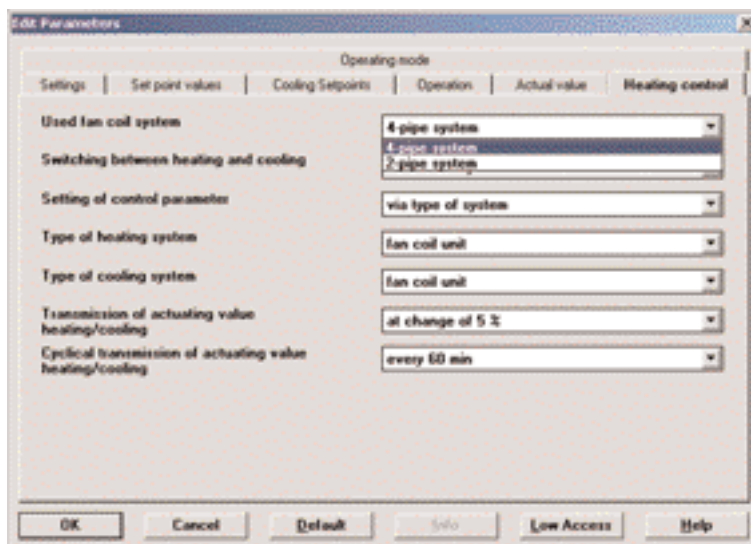 Edit Parameters
Operating mode
Settings
Set point values
Cooling Setpoints
Operation
Actual value
Heating control
Used fan coil system
4-pipe system
4-pipe system
2-pipe system
Switching between heating and cooling
Setting of control parameter
via type of system
Type of heating system
fan coil unit
Type of cooling system
fan coil unit
Transmission of actuating value
heating/cooling
at change of 5 %
Cyclical transmission of actuating value
heating/cooling
every 60 min
OK
Cancel
Default
Info
Low Access
Help